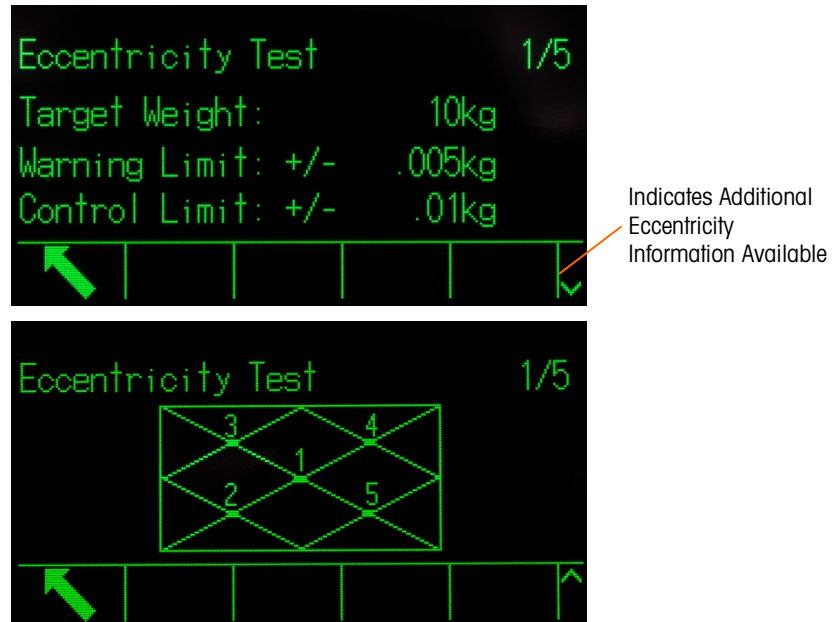 Eccentricity Test 1/5
Target Weight: 10kg
Warning Limit: +/- .005kg
Control Limit: +/- .01kg
Indicates Additional
Eccentricity
Information Available
Eccentricity Test 1/5
3 4
1
2 5